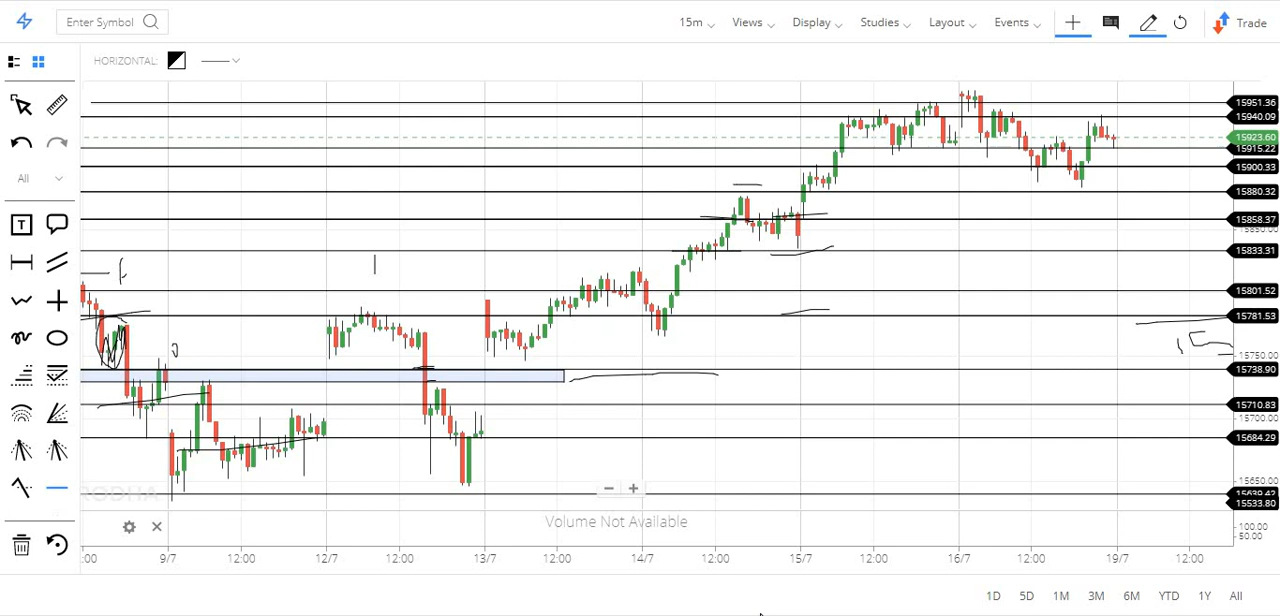 Enter Symbol
15m Views Display Studies Layout Events Trade
HORIZONTAL:
All
15951.36
15940.09
15923.60
15915.22
15900.33
15880.32
15858.37
15833.31
15801.52
15781.53
15750.00
15738.90
15710.83
15700.00
15684.29
15650.00
15639.42
15533.80
Volume Not Available
100.00
50.00
:00 9/7 12:00 12/7 12:00 13/7 12:00 14/7 12:00 15/7 12:00 16/7 12:00 19/7 12:00
1D 5D 1M 3M 6M YTD 1Y All